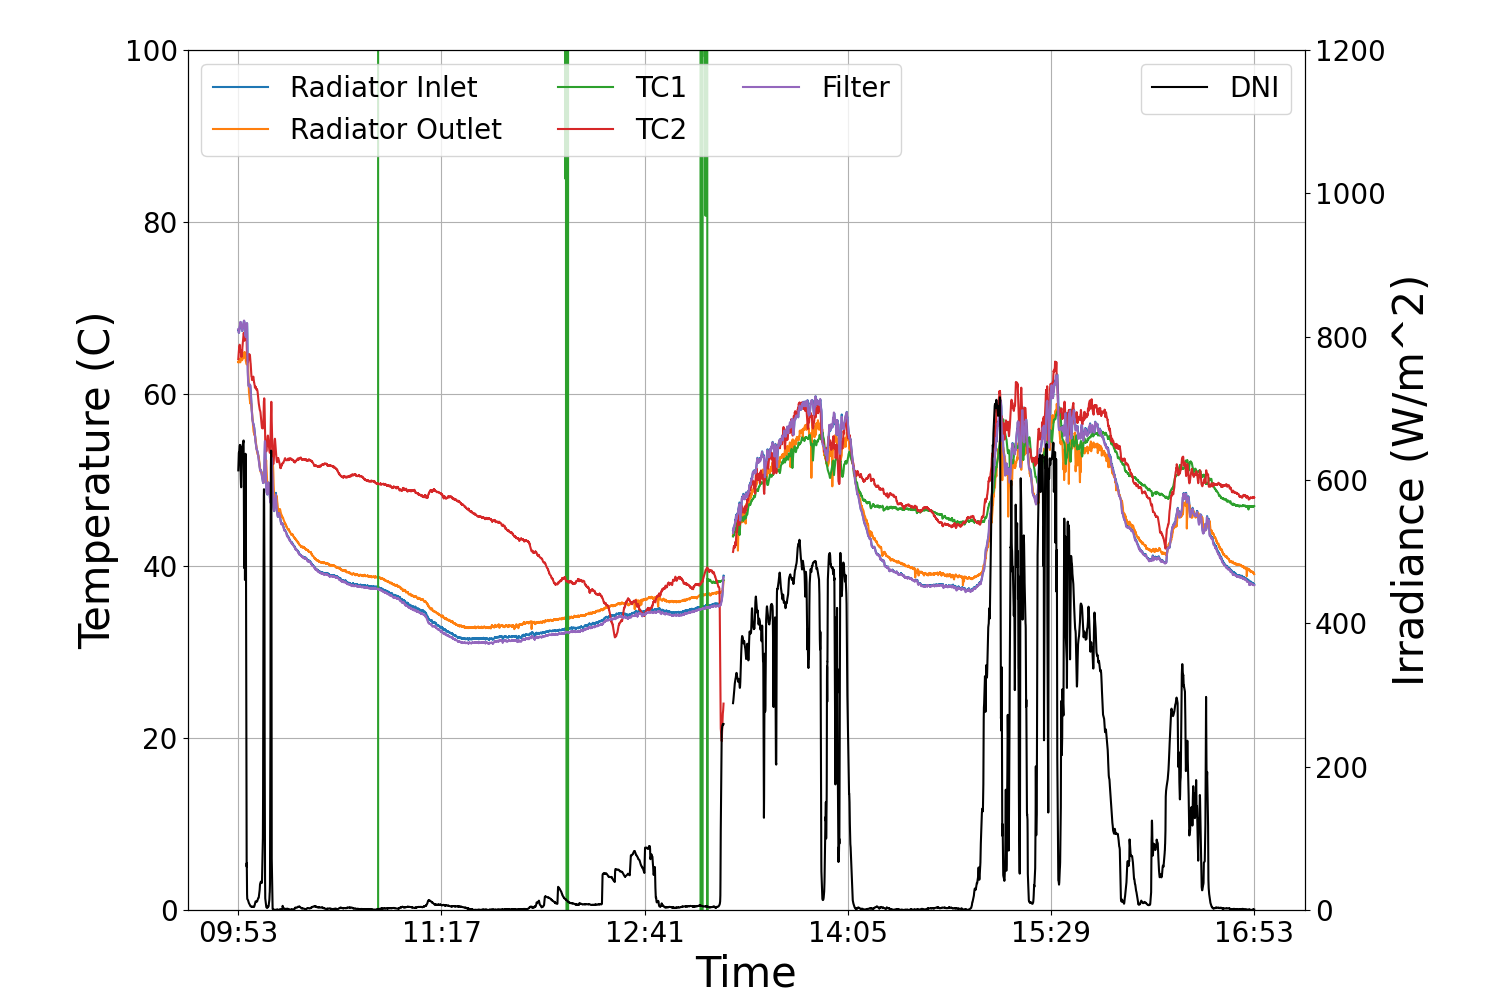 100
80
60
40
20
0
Temperature (C)
Radiator Inlet
Radiator Outlet
TC1
TC2
Filter
DNI
1200
1000
800
600
400
200
0
Irradiance (W/m^2)
09:53 11:17 12:41 14:05 15:29 16:53
Time